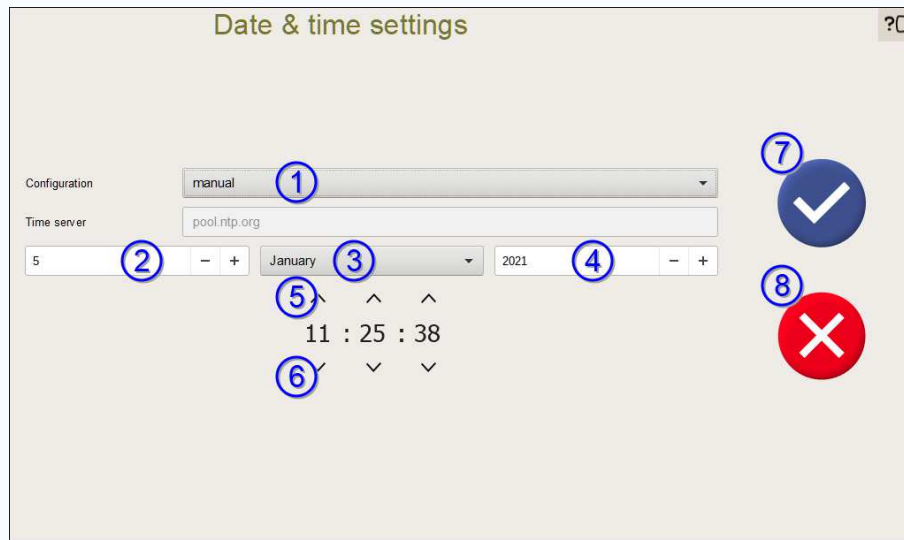 Date & time settings
?
7
Configuration manual 1
Time server pool.ntp.org
5 2 − + January 3 2021 4 − +
5
8
11 : 25 : 38
6